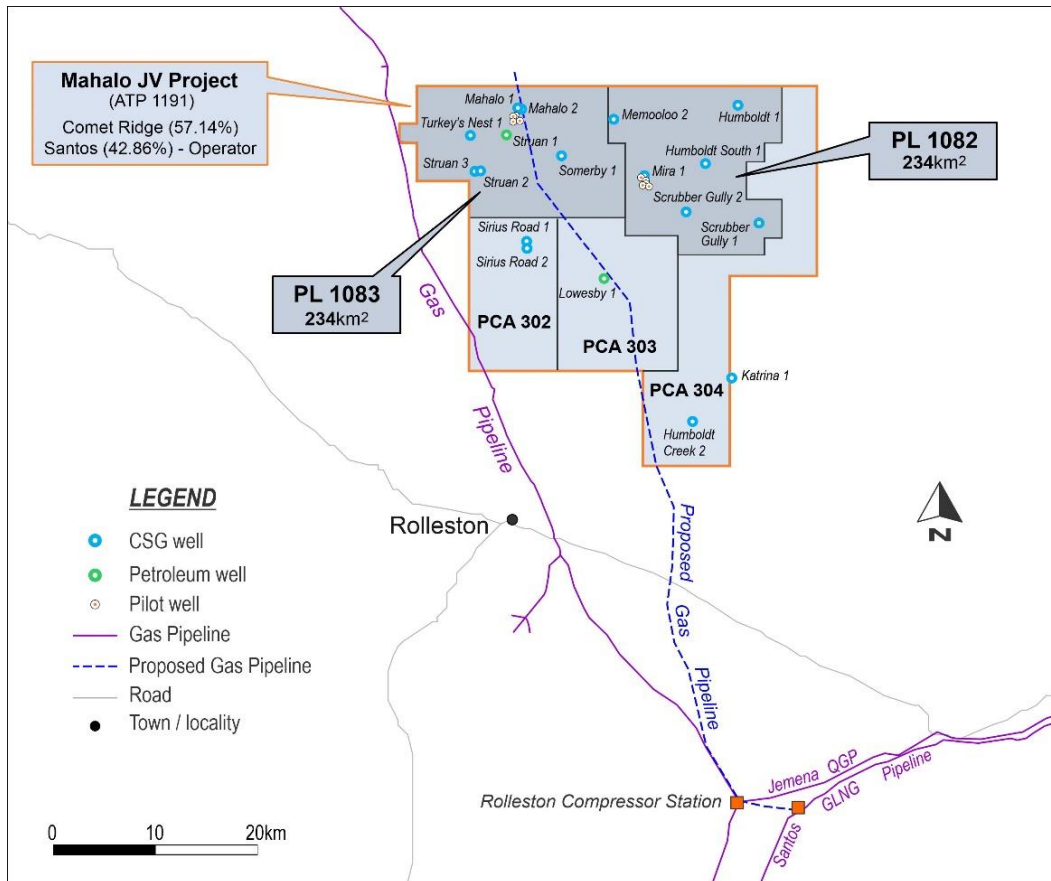 Mahalo JV Project
(ATP 1191)
Comet Ridge (57.14%)
Santos (42.86%) - Operator
Mahalo 1
Mahalo 2
Memooloo 2
Humboldt 1
Turkey's Nest 1
Struan 1
Humboldt South 1
PL 1082
234km²
Struan 3
Struan 2
Somerby 1
Mira 1
Scrubber Gully 2
Scrubber
Gully 1
Sirius Road 1
Sirius Road 2
PL 1083
234km²
Lowesby 1
Gas
Pipeline
PCA 302
PCA 303
PCA 304
Katrina 1
Humboldt
Creek 2
LEGEND
CSG well
Petroleum well
Pilot well
Gas Pipeline
Proposed Gas Pipeline
Road
Town / locality
Rolleston
N
Proposed Gas Pipeline
Jemena QGP
Santos GLNG Pipeline
Rolleston Compressor Station
0 10 20km